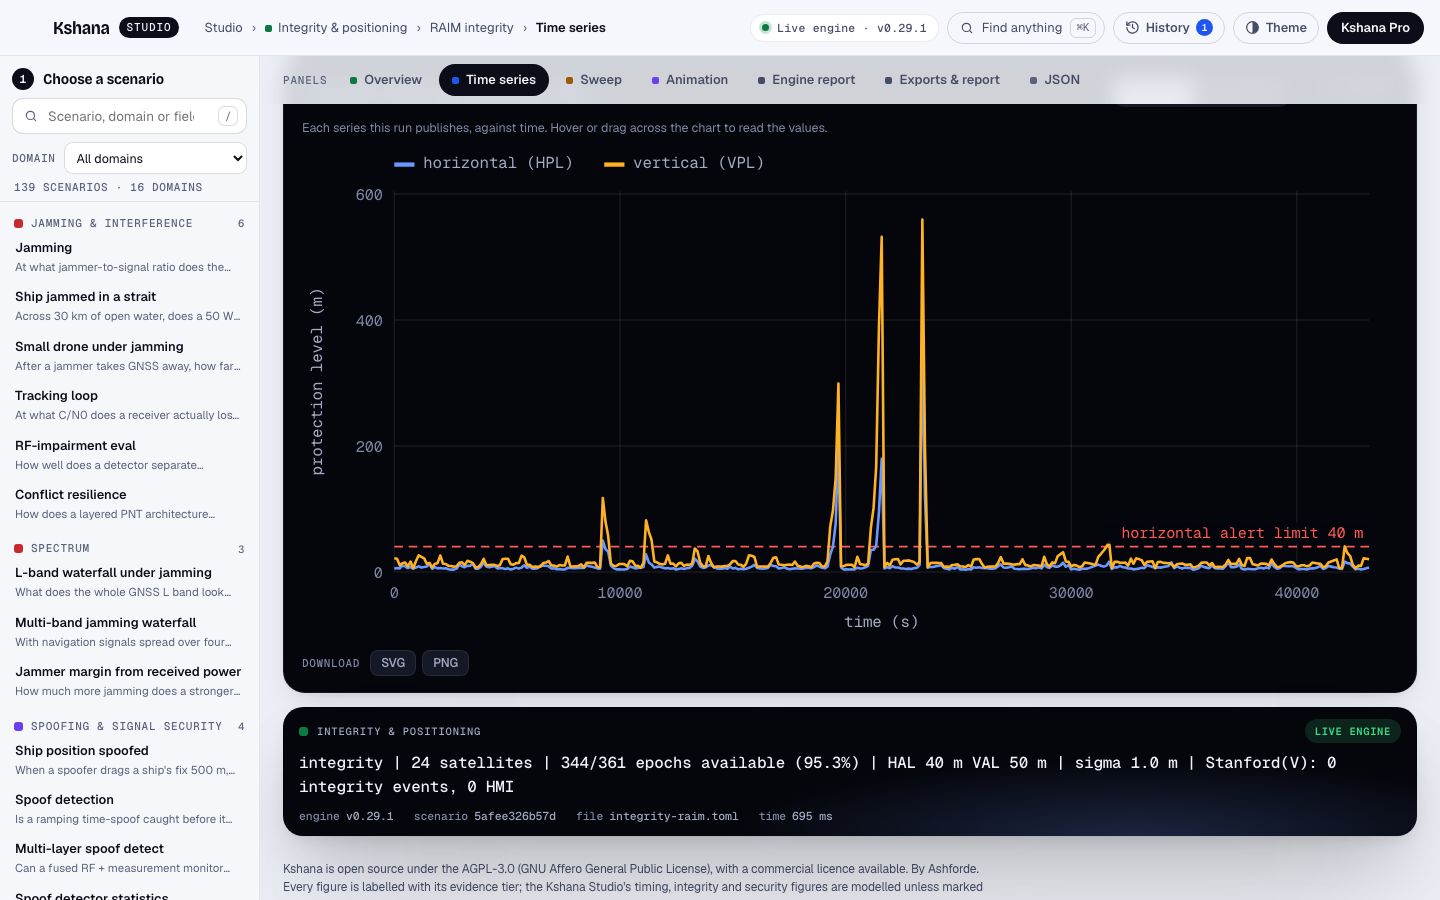 Kshana STUDIO Studio › Integrity & positioning › RAIM integrity › Time series Live engine · v0.29.1 Find anything ⌘K History 1 Theme Kshana Pro
1 Choose a scenario
Scenario, domain or fiel /
DOMAIN All domains
139 SCENARIOS · 16 DOMAINS
JAMMING & INTERFERENCE 6
Jamming
At what jammer-to-signal ratio does the…
Ship jammed in a strait
Across 30 km of open water, does a 50 W…
Small drone under jamming
After a jammer takes GNSS away, how far…
Tracking loop
At what C/N0 does a receiver actually los…
RF-impairment eval
How well does a detector separate…
Conflict resilience
How does a layered PNT architecture…
SPECTRUM 3
L-band waterfall under jamming
What does the whole GNSS L band look…
Multi-band jamming waterfall
With navigation signals spread over four…
Jammer margin from received power
How much more jamming does a stronger…
SPOOFING & SIGNAL SECURITY 4
Ship position spoofed
When a spoofer drags a ship's fix 500 m,…
Spoof detection
Is a ramping time-spoof caught before it…
Multi-layer spoof detect
Can a fused RF + measurement monitor…
Spoof detector statistics
PANELS Overview Time series Sweep Animation Engine report Exports & report JSON
Each series this run publishes, against time. Hover or drag across the chart to read the values.
horizontal (HPL) vertical (VPL)
protection level (m)
600
400
200
0
horizontal alert limit 40 m
0 10000 20000 30000 40000
time (s)
DOWNLOAD SVG PNG
INTEGRITY & POSITIONING LIVE ENGINE
integrity | 24 satellites | 344/361 epochs available (95.3%) | HAL 40 m VAL 50 m | sigma 1.0 m | Stanford(V): 0
integrity events, 0 HMI
engine v0.29.1 scenario 5afee326b57d file integrity-raim.toml time 695 ms
Kshana is open source under the AGPL-3.0 (GNU Affero General Public License), with a commercial licence available. By Ashforde.
Every figure is labelled with its evidence tier; the Kshana Studio's timing, integrity and security figures are modelled unless marked